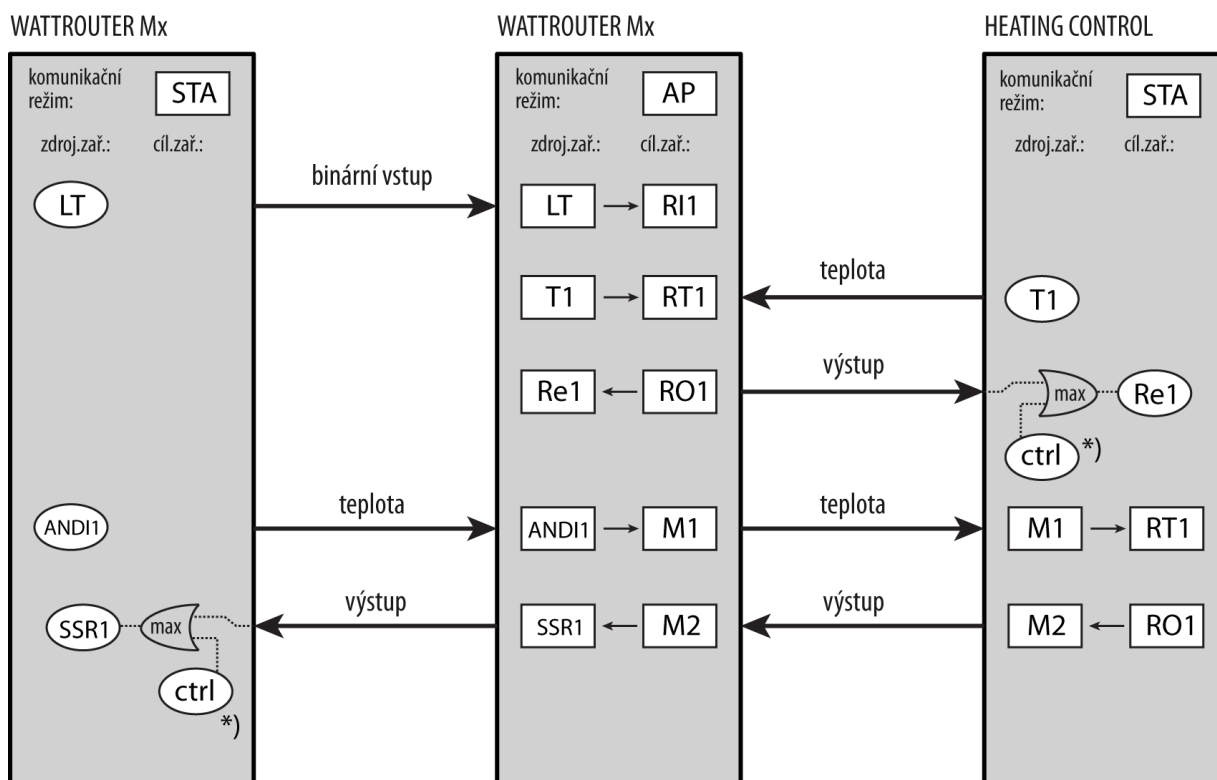 WATTROUTER Mx
WATTROUTER Mx
HEATING CONTROL
komunikační
režim:
STA
komunikační
režim:
AP
komunikační
režim:
STA
zdroj.zař.:
cíl.zař.:
zdroj.zař.:
cíl.zař.:
zdroj.zař.:
cíl.zař.:
LT
binární vstup
LT
RI1
T1
RT1
teplota
T1
Re1
RO1
výstup
max
Re1
ctrl
*)
ANDI1
teplota
ANDI1
M1
teplota
M1
RT1
SSR1
max
výstup
SSR1
M2
výstup
M2
RO1
ctrl
*)